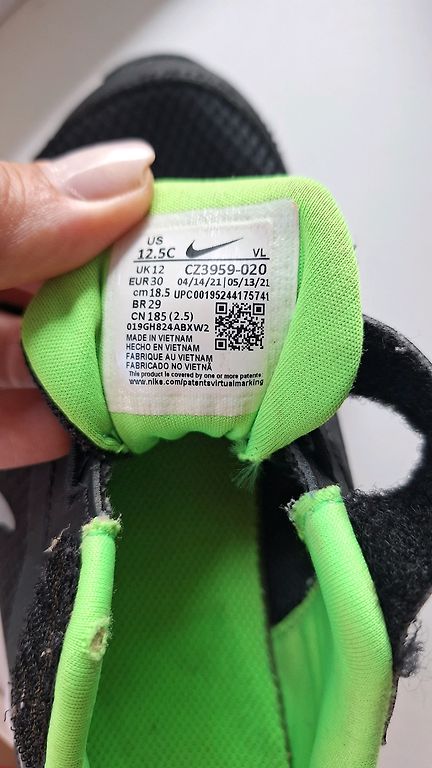 US
12.5C VL
UK 12 CZ3959-020
EUR 30 04/14/21 | 05/13/21
cm 18.5 UPC00195244175741
BR 29
CN 185 (2.5)
019GH824ABXW2
MADE IN VIETNAM
HECHO EN VIETNAM
FABRIQUE AU VIETNAM
FABRICADO NO VIETNÃ
This product is covered by one or more patents
www.nike.com/patentsvirtualmarking